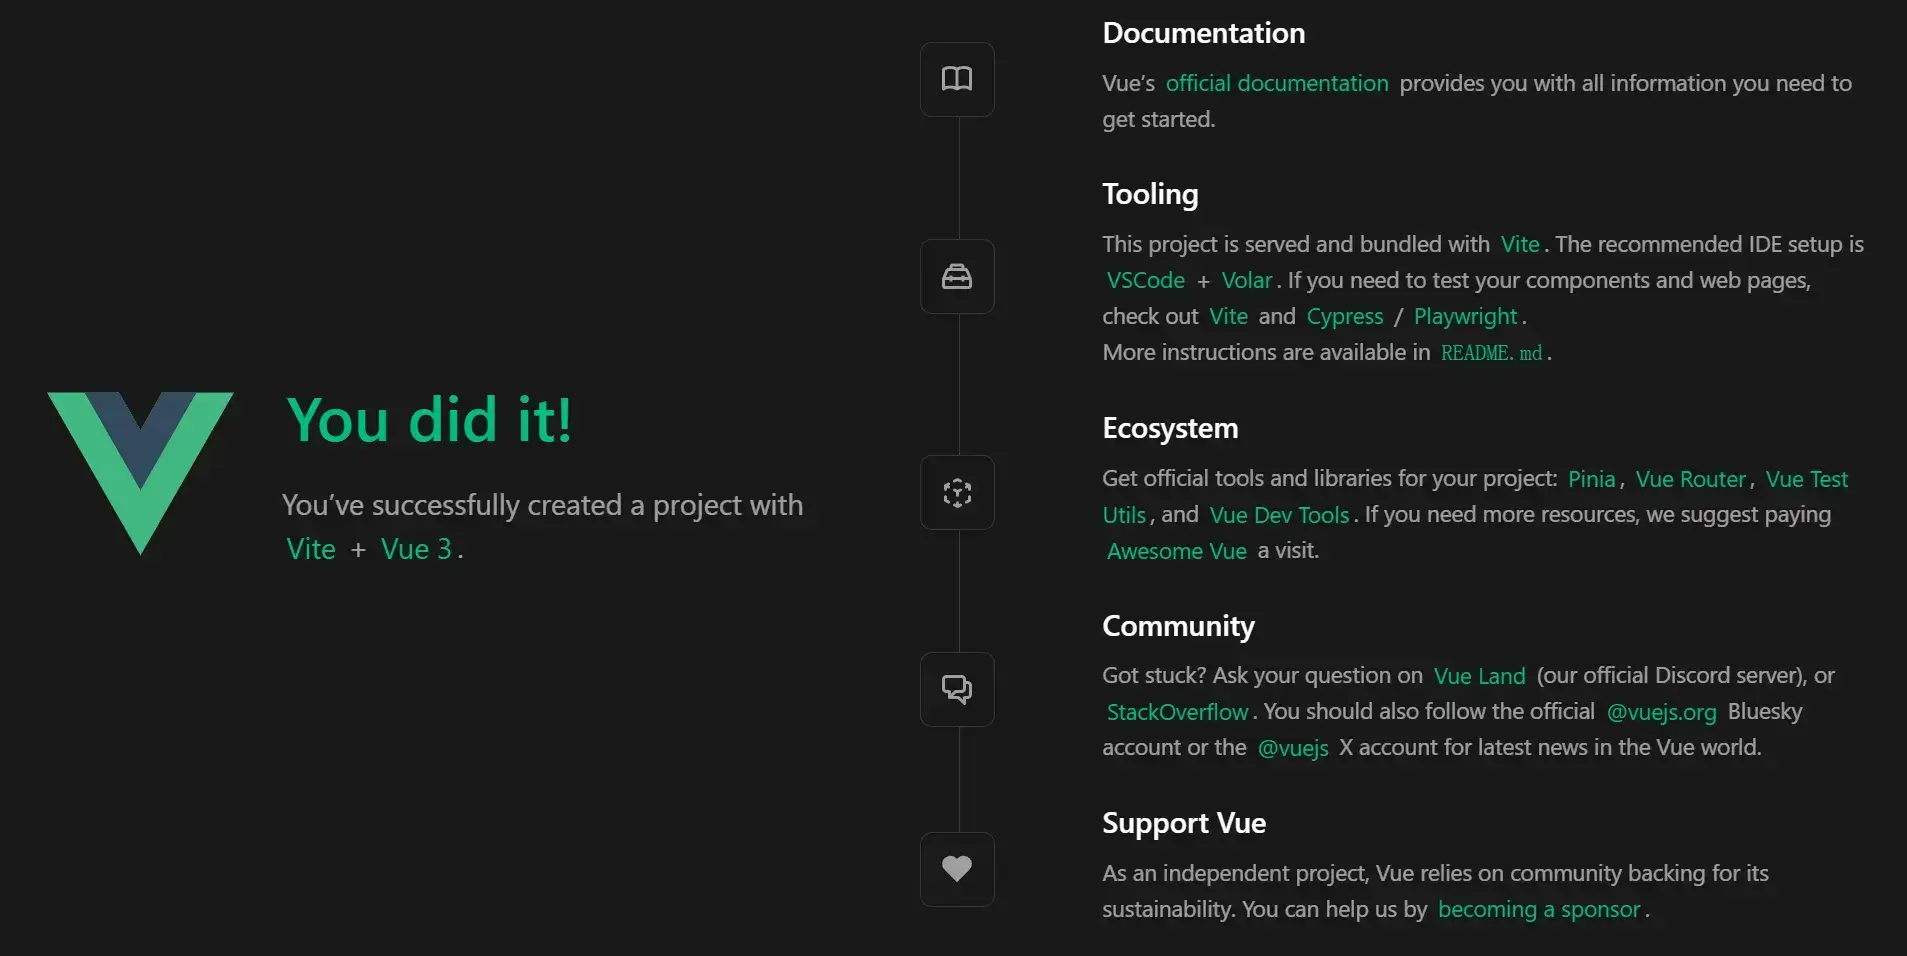 You did it!
You’ve successfully created a project with
Vite + Vue 3.
Documentation
Vue’s official documentation provides you with all information you need to
get started.
Tooling
This project is served and bundled with Vite. The recommended IDE setup is
VSCode + Volar. If you need to test your components and web pages,
check out Vite and Cypress / Playwright.
More instructions are available in README.md.
Ecosystem
Get official tools and libraries for your project: Pinia, Vue Router, Vue Test
Utils, and Vue Dev Tools. If you need more resources, we suggest paying
Awesome Vue a visit.
Community
Got stuck? Ask your question on Vue Land (our official Discord server), or
StackOverflow. You should also follow the official @vuejs.org Bluesky
account or the @vuejs X account for latest news in the Vue world.
Support Vue
As an independent project, Vue relies on community backing for its
sustainability. You can help us by becoming a sponsor.